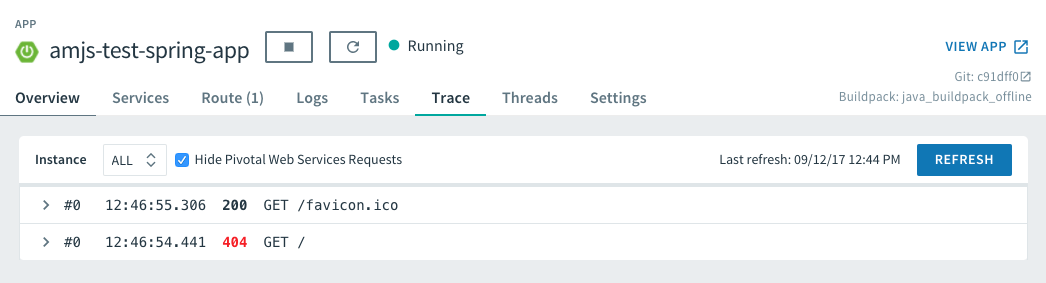 APP
amjs-test-spring-app
Running
VIEW APP
Git: c91dff0
Buildpack: java_buildpack_offline
Overview Services Route (1) Logs Tasks Trace Threads Settings
Instance ALL Hide Pivotal Web Services Requests Last refresh: 09/12/17 12:44 PM REFRESH
#0 12:46:55.306 200 GET /favicon.ico
#0 12:46:54.441 404 GET /